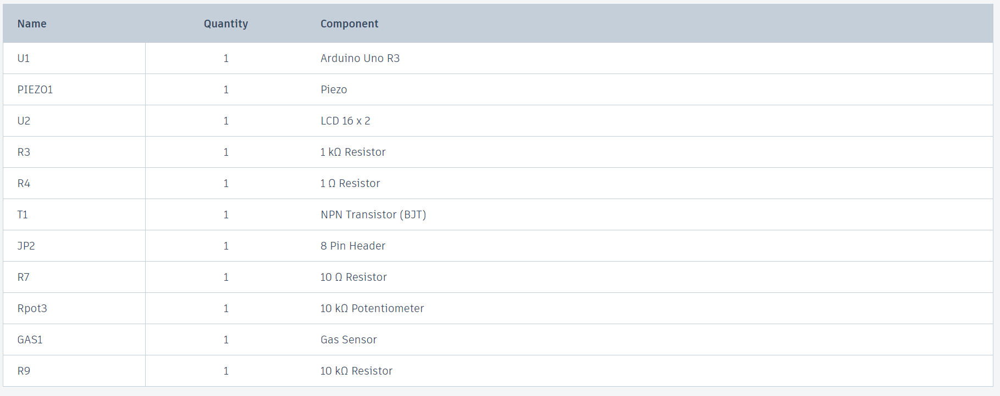 Name Quantity Component
U1 1 Arduino Uno R3
PIEZO1 1 Piezo
U2 1 LCD 16 x 2
R3 1 1 kΩ Resistor
R4 1 1 Ω Resistor
T1 1 NPN Transistor (BJT)
JP2 1 8 Pin Header
R7 1 10 Ω Resistor
Rpot3 1 10 kΩ Potentiometer
GAS1 1 Gas Sensor
R9 1 10 kΩ Resistor